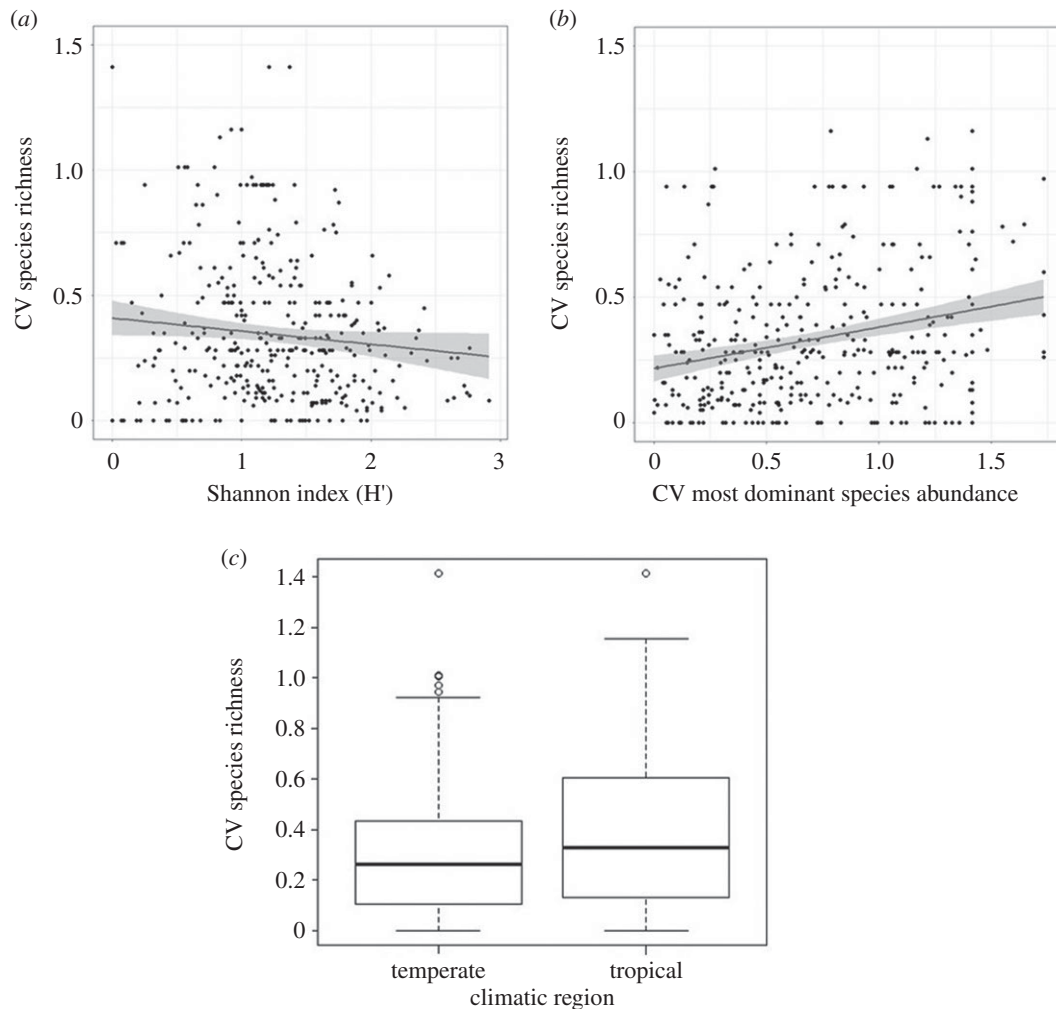 (a)
1.5
1.0
0.5
0
CV species richness
0 1 2 3
Shannon index (H')
(b)
1.5
1.0
0.5
0
CV species richness
0 0.5 1.0 1.5
CV most dominant species abundance
(c)
1.4
1.2
1.0
0.8
0.6
0.4
0.2
0
CV species richness
temperate tropical
climatic region